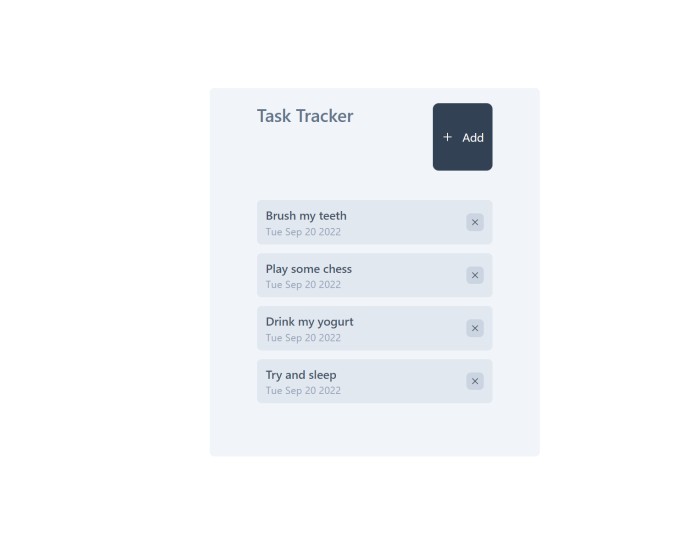 Task Tracker
+ Add
Brush my teeth
Tue Sep 20 2022
Play some chess
Tue Sep 20 2022
Drink my yogurt
Tue Sep 20 2022
Try and sleep
Tue Sep 20 2022